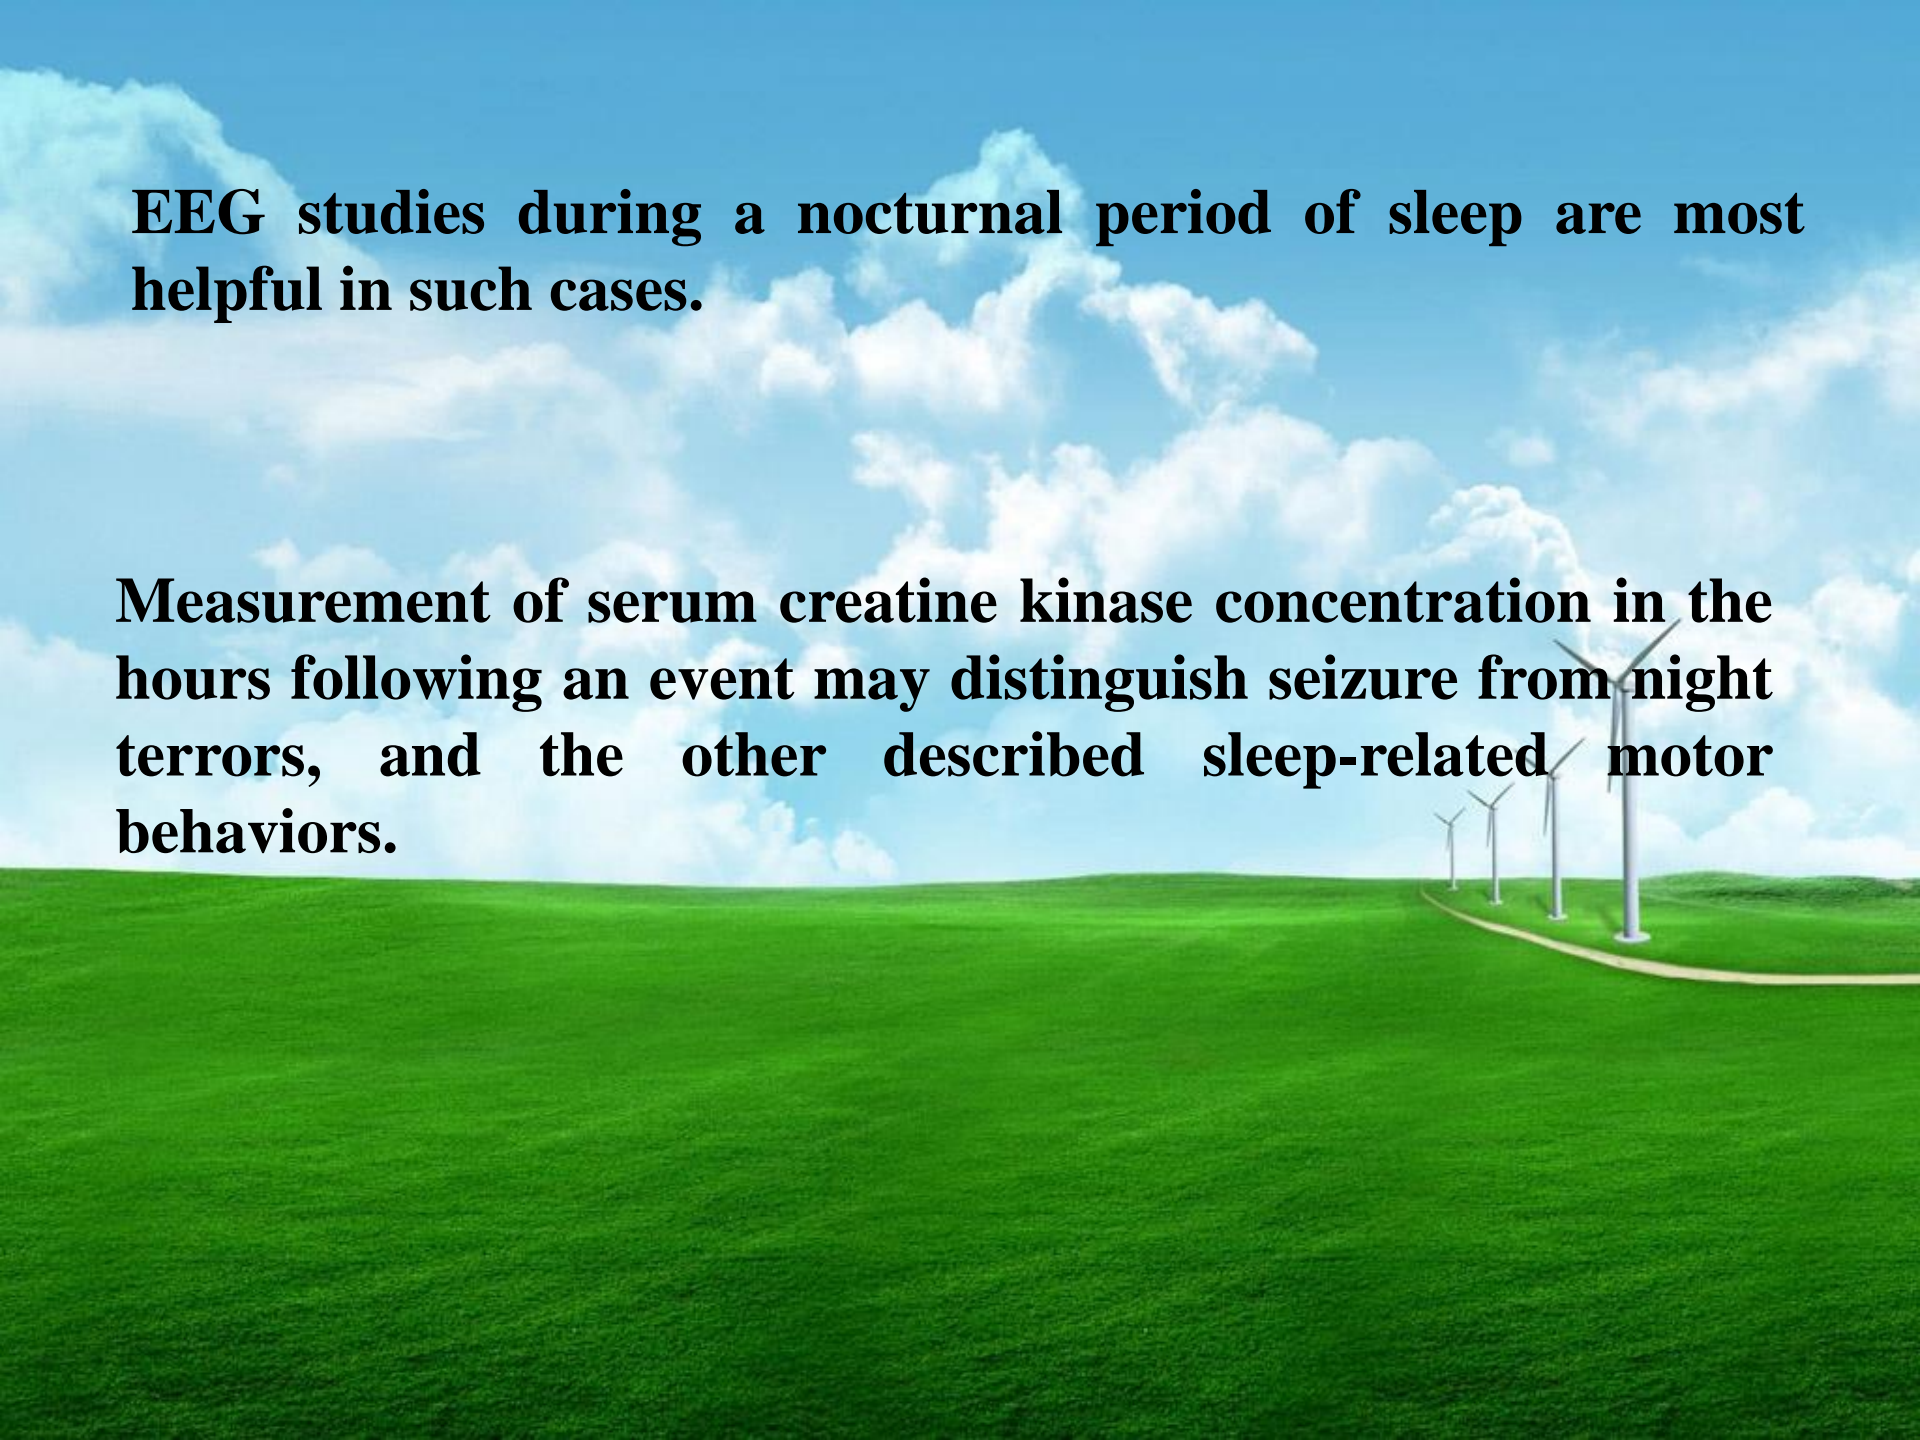 EEG studies during a nocturnal period of sleep are most
helpful in such cases.
Measurement of serum creatine kinase concentration in the
hours following an event may distinguish seizure from night
terrors, and the other described sleep-related motor
behaviors.